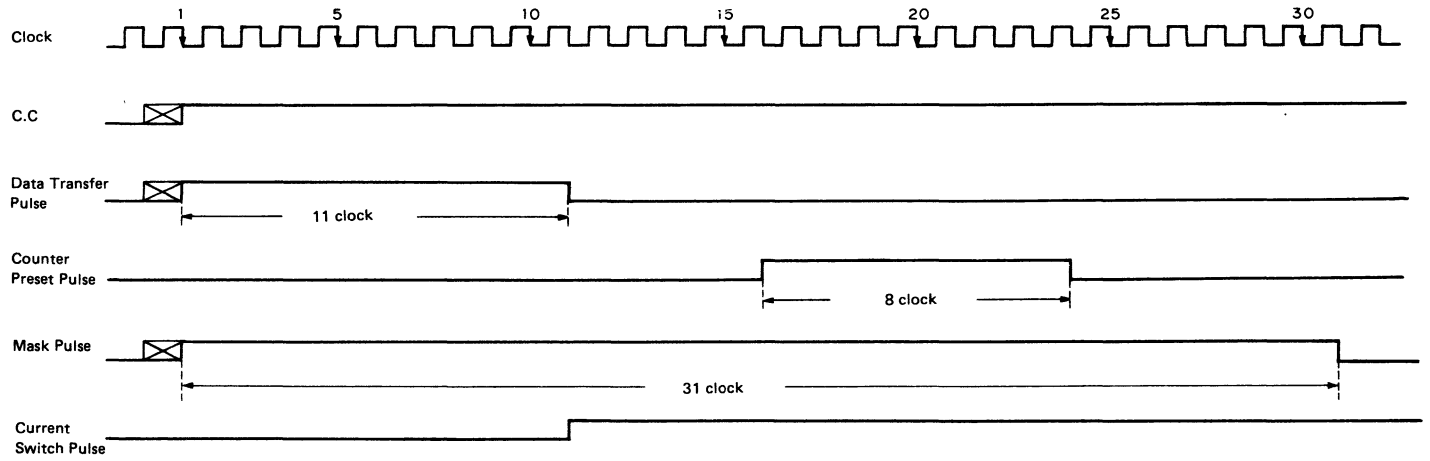 1 5 10 15 20 25 30
Clock
C.C
Data Transfer
Pulse
11 clock
Counter
Preset Pulse
8 clock
Mask Pulse
31 clock
Current
Switch Pulse